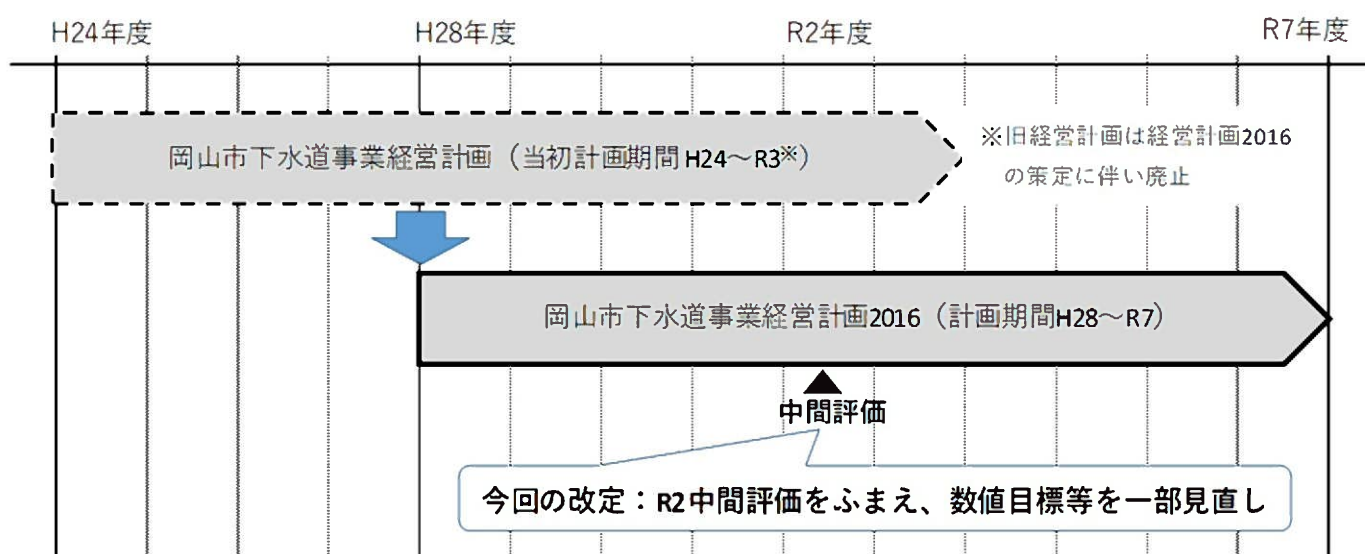 H24年度
H28年度
R2年度
R7年度
岡山市下水道事業経営計画（当初計画期間 H24～R3※）
※旧経営計画は経営計画2016
の策定に伴い廃止
岡山市下水道事業経営計画2016（計画期間H28～R7）
中間評価
今回の改定：R2中間評価をふまえ、数値目標等を一部見直し